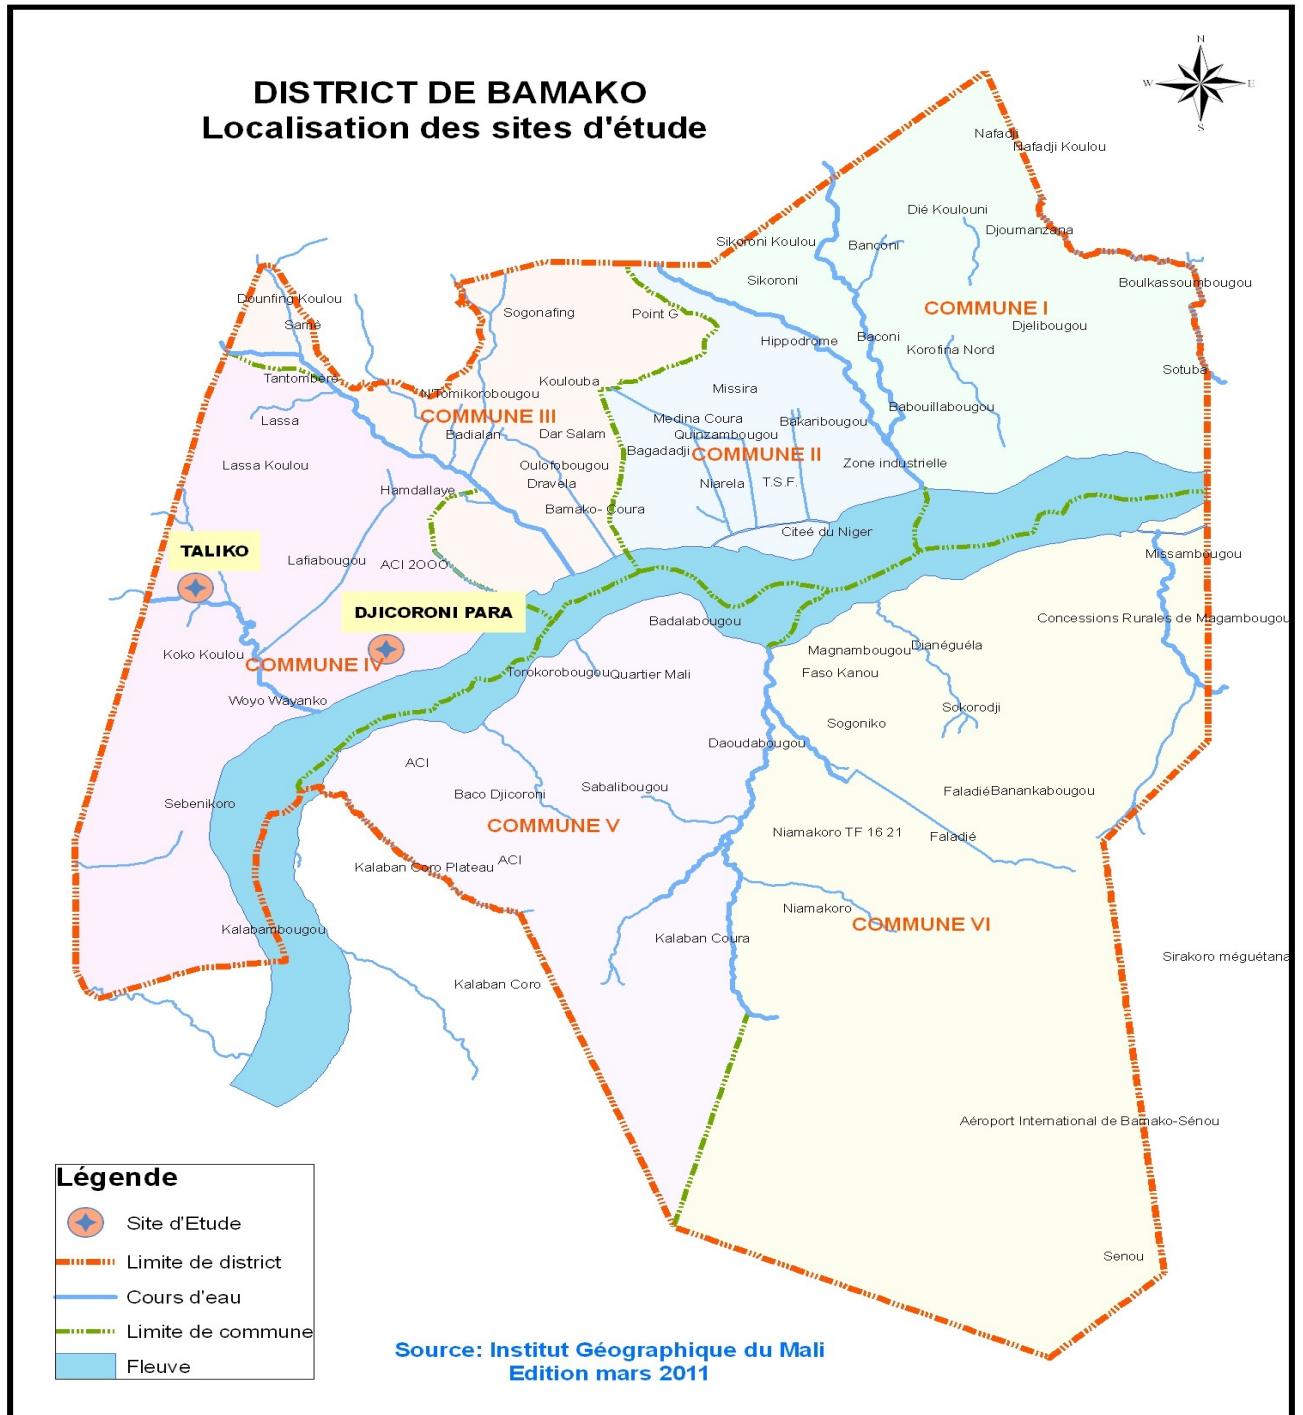 DISTRICT DE BAMAKO
Localisation des sites d'étude
N
W
E
S
Nafadji
Nafadji Koulou
Dié Koulouni
Djoumanzana
Sikoroni Koulou
Banconi
Sikoroni
Boulkassoumbougou
Dounfing Koulou
Samè
Sogonafing
Point G
COMMUNE I
Djelibougou
Hippodrome
Baconi
Korofina Nord
Sotuba
Tantombère
Koulouba
N'Tomikorobougou
Missira
Babouillabougou
Lassa
COMMUNE III
Medina Coura
Bakaribougou
Badialan
Dar Salam
Quinzambougou
Bagadadji
COMMUNE II
Lassa Koulou
Oulofobougou
Zone industrielle
Hamdallaye
Dravela
Niarela
T.S.F.
Bamako- Coura
Citeé du Niger
TALIKO
Lafiabougou
ACI 2OOO
Missambougou
DJICORONI PARA
Badalabougou
Concessions Rurales de Magambougou
Koko Koulou
COMMUNE IV
Magnambougou
Dianéguéla
Torokorobougou
Quartier Mali
Faso Kanou
Woyo Wayanko
Sokorodji
Sogoniko
Daoudabougou
ACI
Sebenikoro
Baco Djicoroni
Sabalibougou
Faladié
Banankabougou
COMMUNE V
Niamakoro TF 16 21
Faladié
Kalaban Coro Plateau
ACI
Niamakoro
COMMUNE VI
Kalabambougou
Kalaban Coura
Sirakoro méguétana
Kalaban Coro
Aéroport International de Bamako-Sénou
Senou
Légende
Site d'Etude
Limite de district
Cours d'eau
Limite de commune
Fleuve
Source: Institut Géographique du Mali
Edition mars 2011